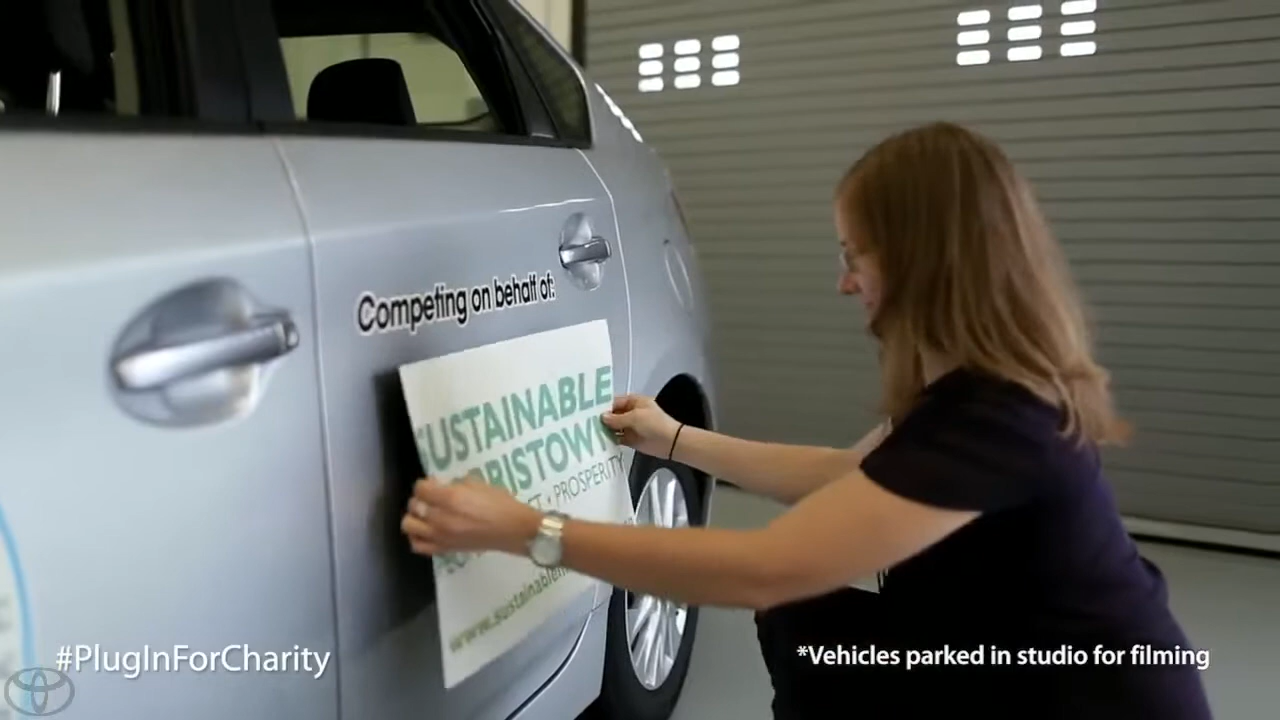 Competing on behalf of:
SUSTAINABLE
PROSPERITY
#PlugInForCharity
*Vehicles parked in studio for filming